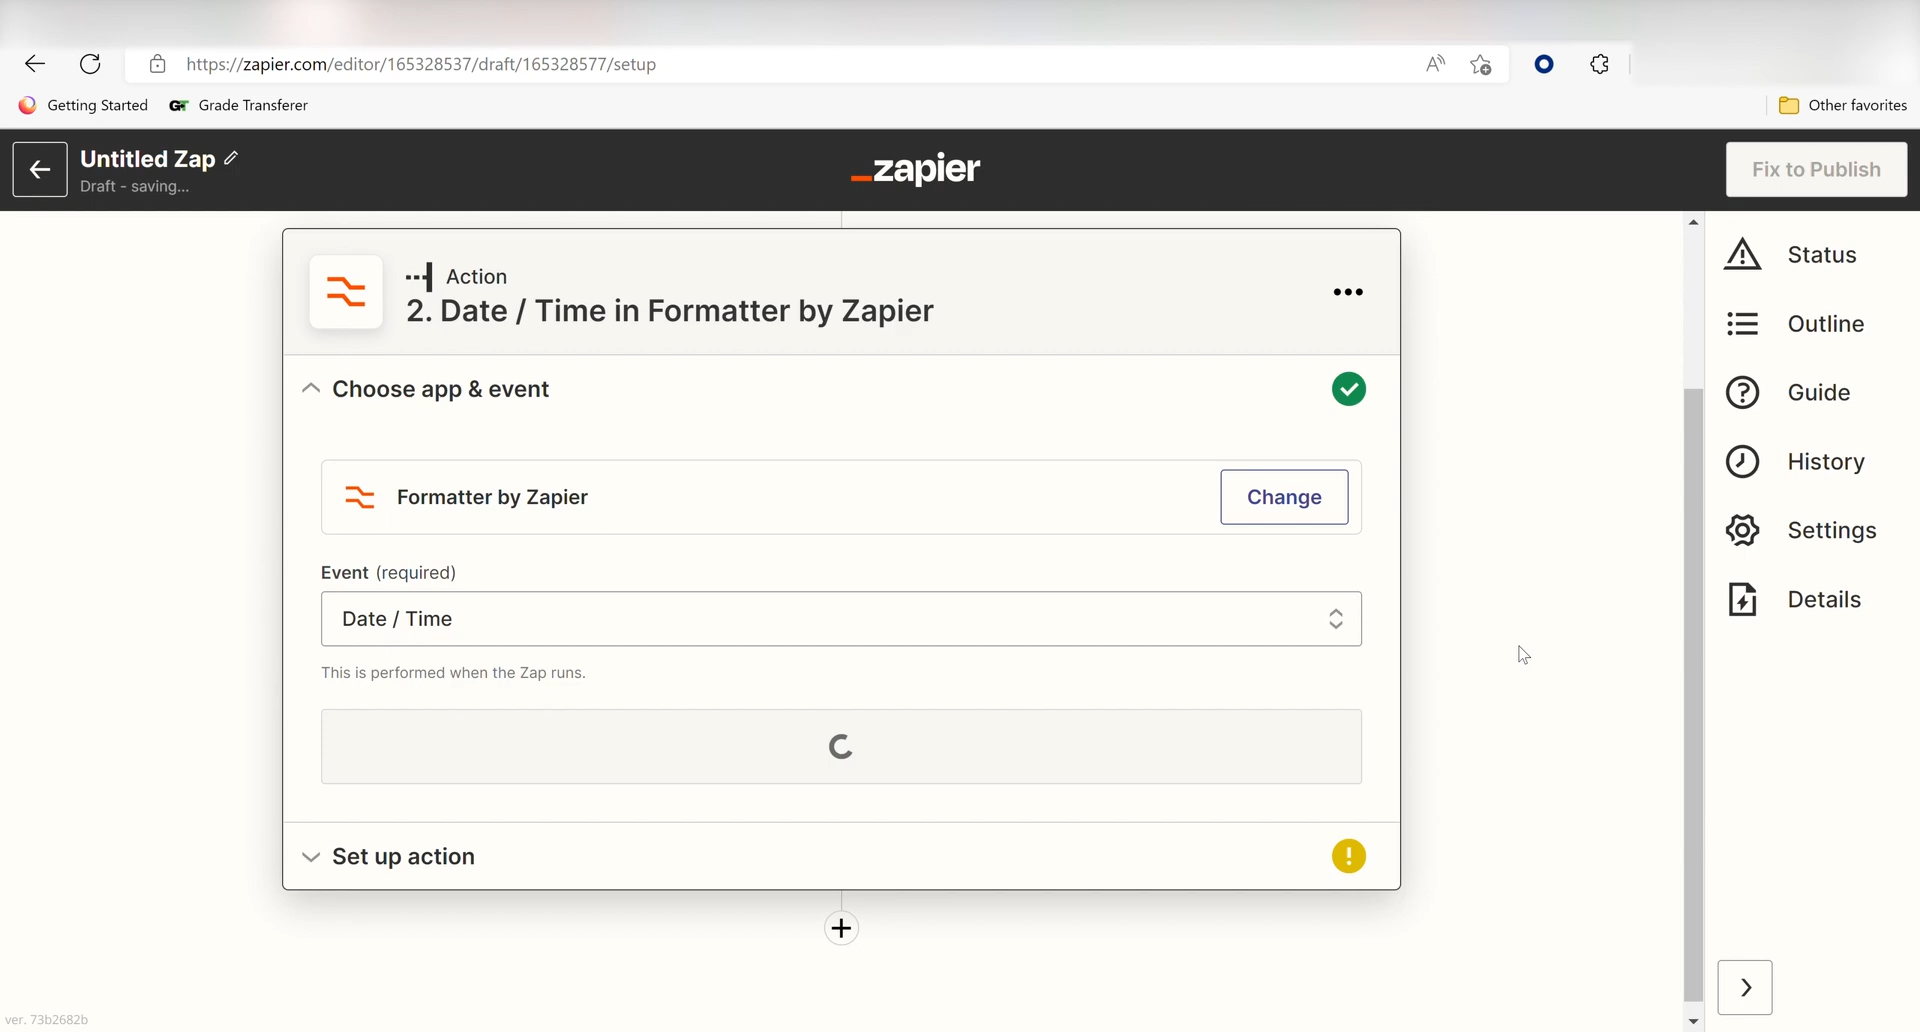 https://zapier.com/editor/165328537/draft/165328577/setup
Getting Started
GT Grade Transferer
Other favorites
Untitled Zap
Draft - saving...
zapier
Fix to Publish
Action
2. Date / Time in Formatter by Zapier
Choose app & event
Formatter by Zapier
Change
Event (required)
Date / Time
This is performed when the Zap runs.
Set up action
Status
Outline
Guide
History
Settings
Details
ver. 73b2682b